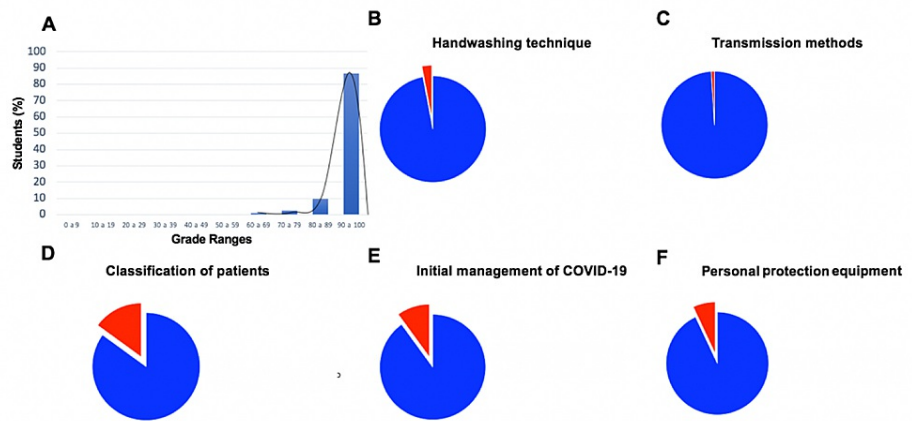 A
100
90
80
70
60
50
40
30
20
10
0
Students (%)
0 a 9 10 a 19 20 a 29 30 a 39 40 a 49 50 a 59 60 a 69 70 a 79 80 a 89 90 a 100
Grade Ranges
B
Handwashing technique
C
Transmission methods
D
Classification of patients
E
Initial management of COVID-19
F
Personal protection equipment